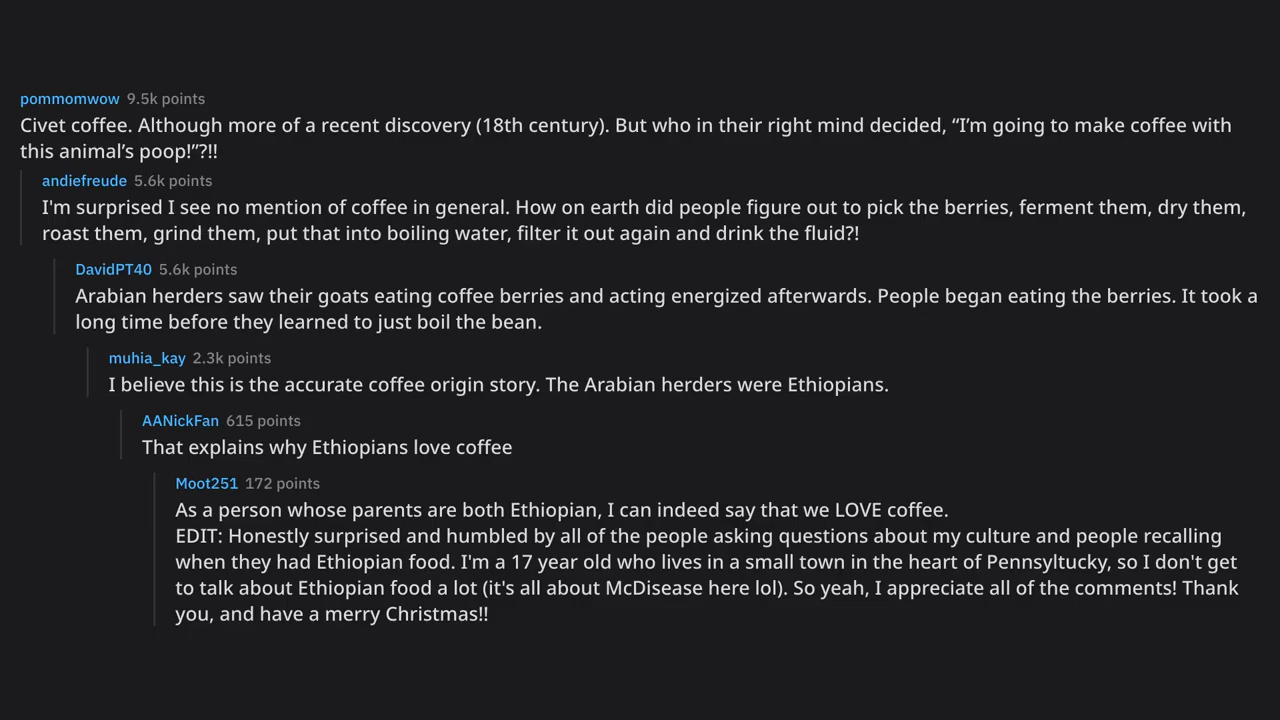 pommomwow 9.5k points
Civet coffee. Although more of a recent discovery (18th century). But who in their right mind decided, “I’m going to make coffee with
this animal’s poop!”?!!
andiefreude 5.6k points
I'm surprised I see no mention of coffee in general. How on earth did people figure out to pick the berries, ferment them, dry them,
roast them, grind them, put that into boiling water, filter it out again and drink the fluid?!
DavidPT40 5.6k points
Arabian herders saw their goats eating coffee berries and acting energized afterwards. People began eating the berries. It took a
long time before they learned to just boil the bean.
muhia_kay 2.3k points
I believe this is the accurate coffee origin story. The Arabian herders were Ethiopians.
AANickFan 615 points
That explains why Ethiopians love coffee
Moot251 172 points
As a person whose parents are both Ethiopian, I can indeed say that we LOVE coffee.
EDIT: Honestly surprised and humbled by all of the people asking questions about my culture and people recalling
when they had Ethiopian food. I'm a 17 year old who lives in a small town in the heart of Pennsyltucky, so I don't get
to talk about Ethiopian food a lot (it's all about McDisease here lol). So yeah, I appreciate all of the comments! Thank
you, and have a merry Christmas!!